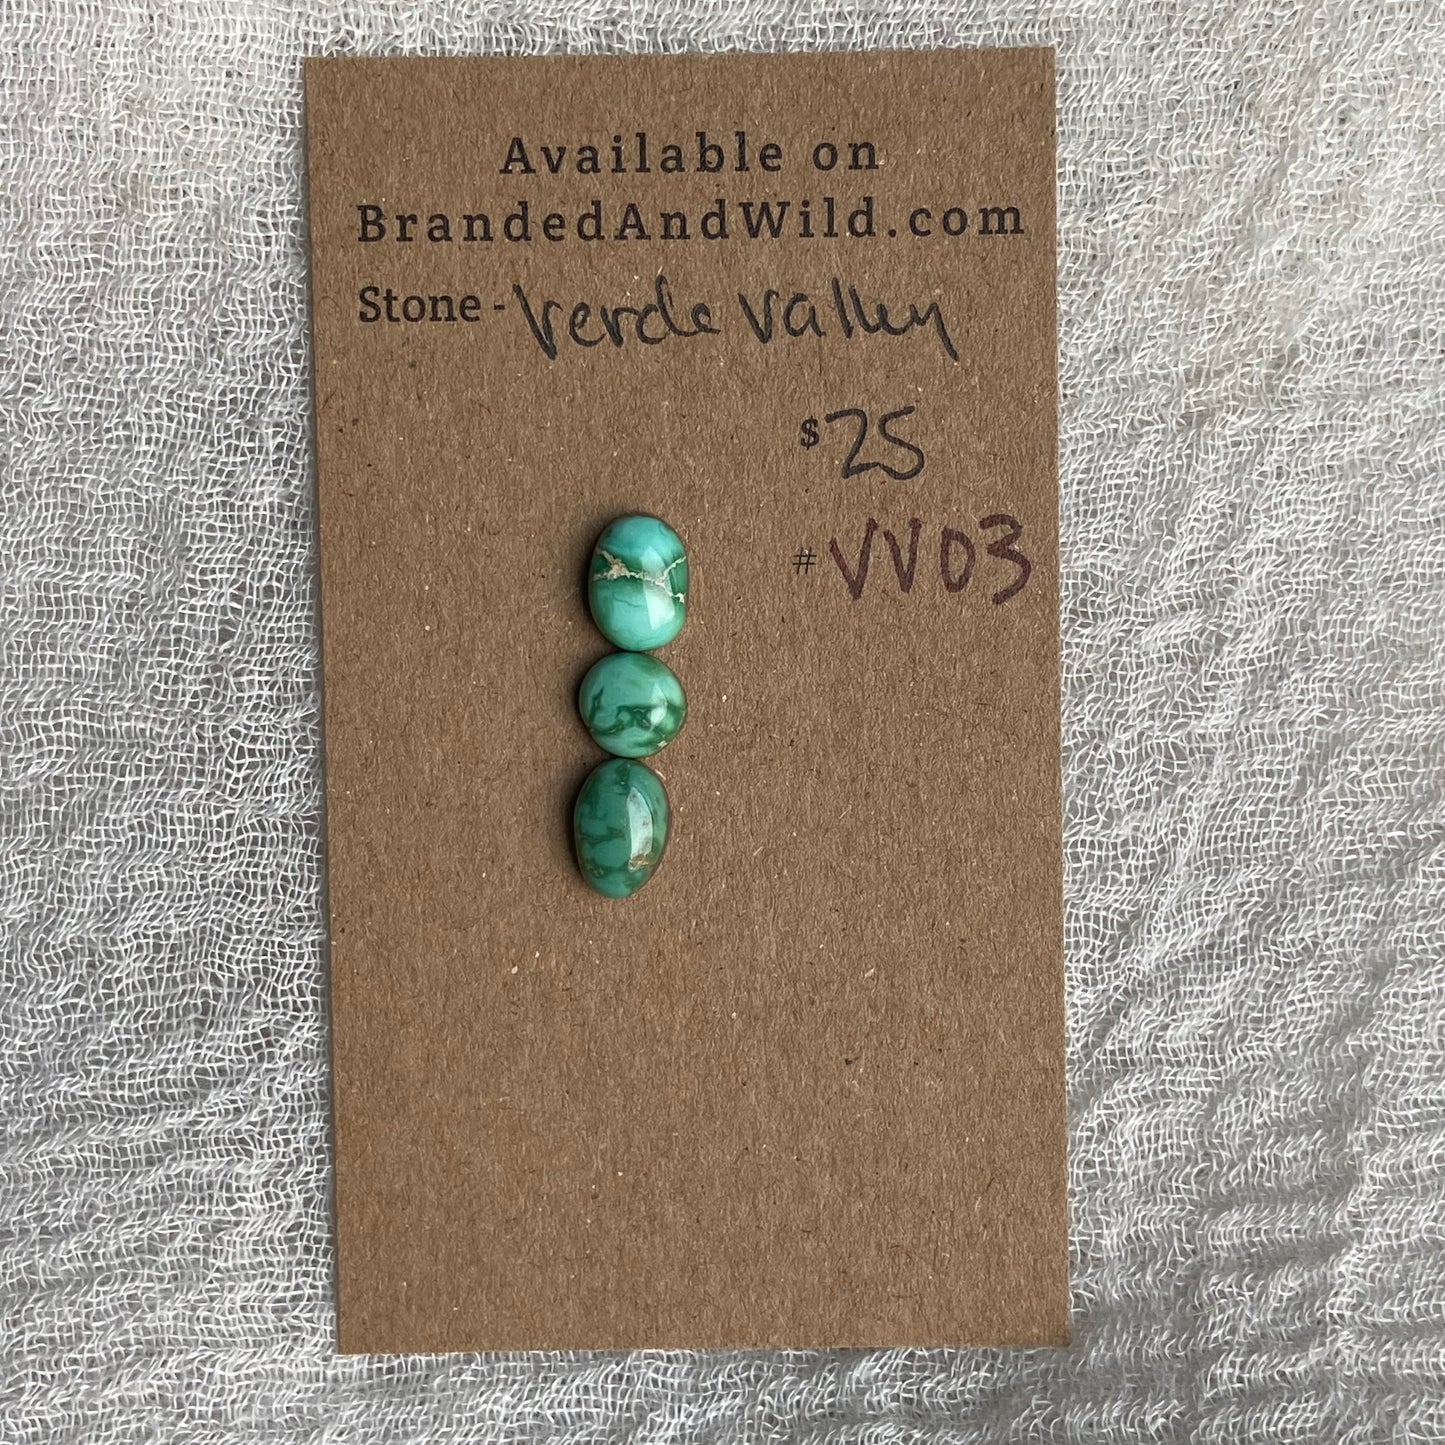 Available on
BrandedAndWild.com
Stone - Verde Valley
$25
# VV03